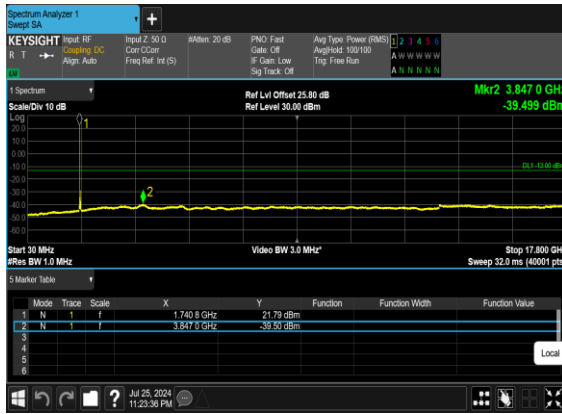 Spectrum Analyzer 1
Swept SA
+
KEYSIGHT Input: RF Input Z: 50 Ω #Atten: 20 dB PNO: Fast Avg Type: Power (RMS) 1 2 3 4 5 6
R T Coupling: DC Corr CCorr Gate: Off Avg|Hold: 100/100 A W W W W W
Align: Auto Freq Ref: Int (S) IF Gain: Low Trig: Free Run
Sig Track: Off A N N N N N
1 Spectrum Ref Lvl Offset 25.80 dB Mkr2 3.847 0 GHz
Scale/Div 10 dB Ref Level 30.00 dBm -39.499 dBm
Log
1
20.0
10.0
0.00
-10.0 DL1 -13.00 dBm
-20.0
-30.0
2
-40.0
-50.0
-60.0
Start 30 MHz Video BW 3.0 MHz* Stop 17.800 GHz
#Res BW 1.0 MHz Sweep 32.0 ms (40001 pts)
5 Marker Table
Mode Trace Scale X Y Function Function Width Function Value
1 N 1 f 1.740 8 GHz 21.79 dBm
2 N 1 f 3.847 0 GHz -39.50 dBm
3
4
5
6
Local
? Jul 25, 2024
11:23:36 PM